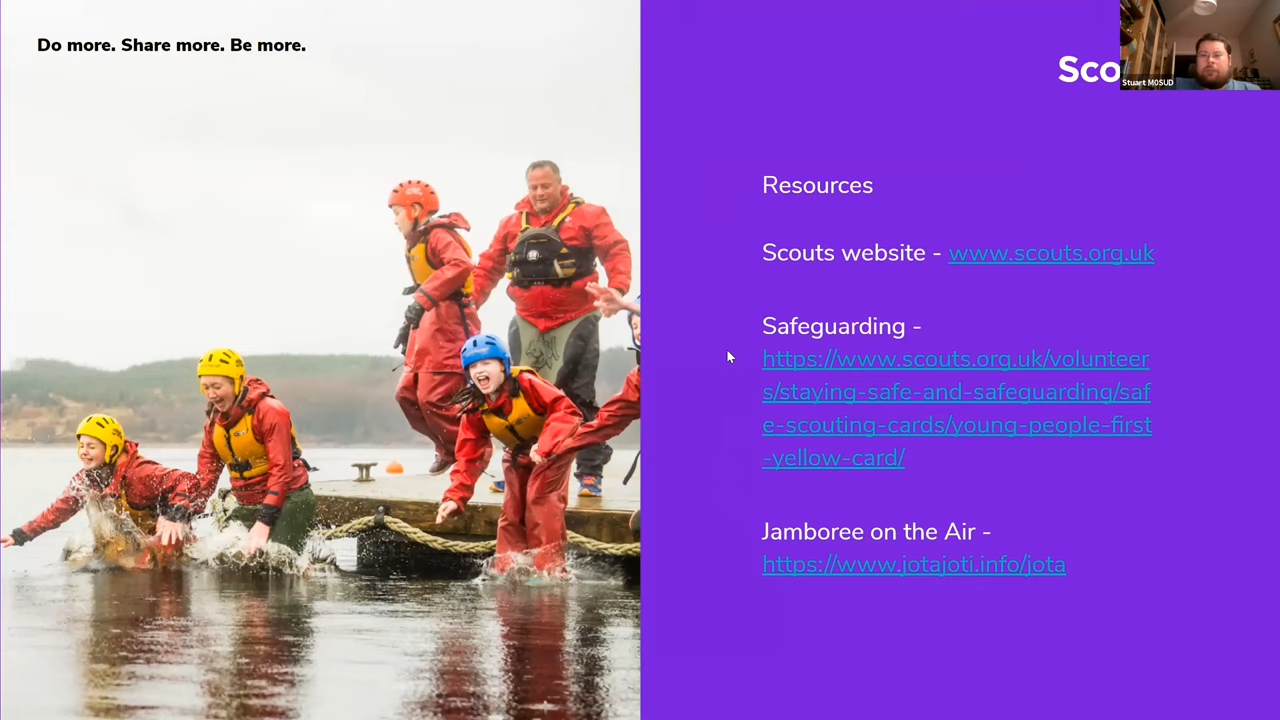 Do more. Share more. Be more.
Sco
Stuart M0SUD
Resources
Scouts website - www.scouts.org.uk
Safeguarding -
https://www.scouts.org.uk/volunteer
s/staying-safe-and-safeguarding/saf
e-scouting-cards/young-people-first
-yellow-card/
Jamboree on the Air -
https://www.jotajoti.info/jota